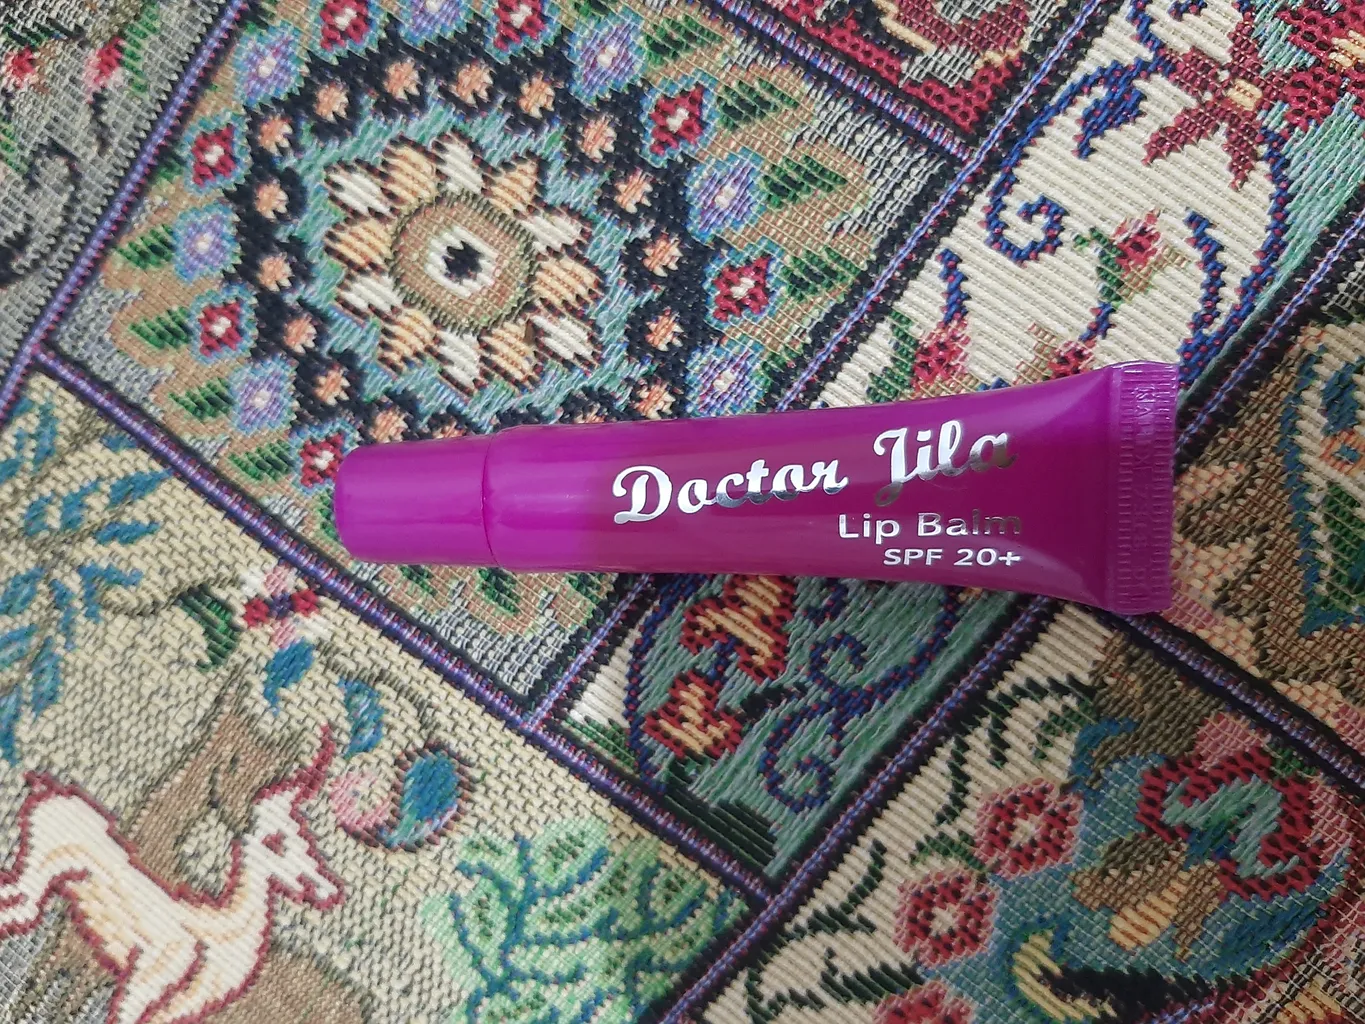 Doctor Jila
Lip Balm
SPF 20+